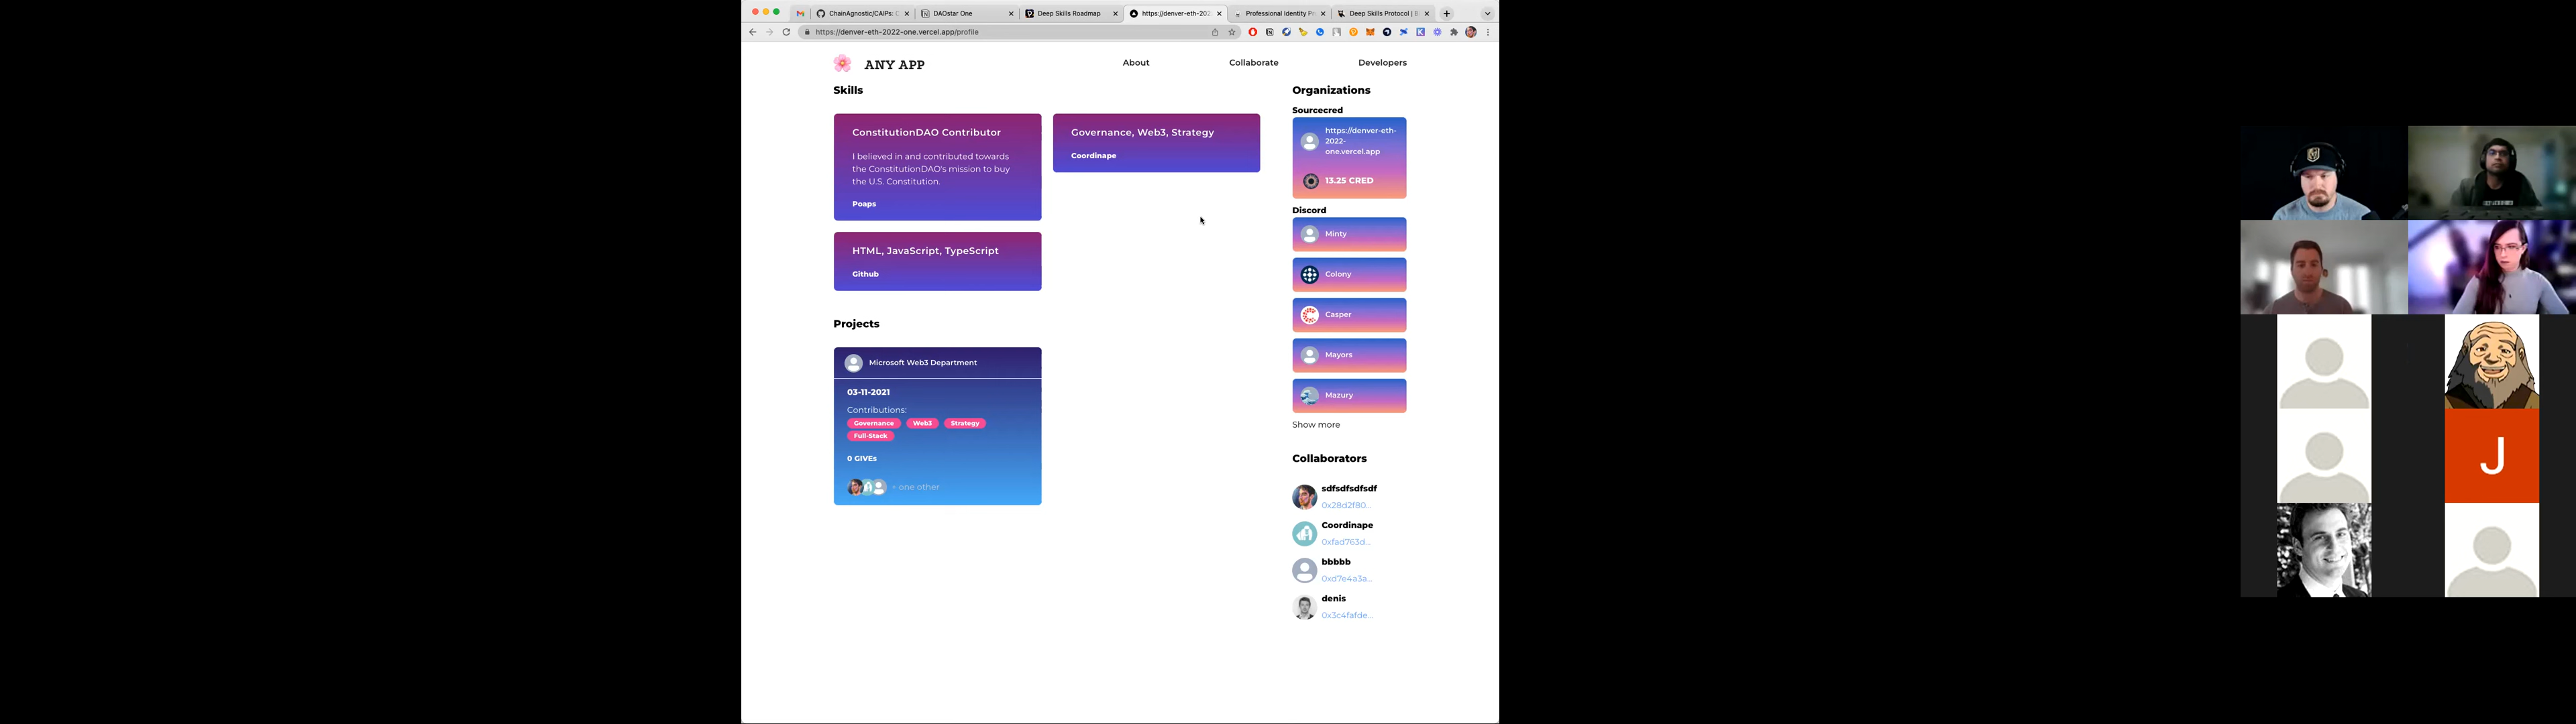 ChainAgnostic/CAIPs: C
DAOstar One
Deep Skills Roadmap
https://denver-eth-202
Professional Identity Pr
Deep Skills Protocol | B
https://denver-eth-2022-one.vercel.app/profile
ANY APP
About
Collaborate
Developers
Skills
ConstitutionDAO Contributor
I believed in and contributed towards
the ConstitutionDAO's mission to buy
the U.S. Constitution.
Poaps
Governance, Web3, Strategy
Coordinape
HTML, JavaScript, TypeScript
Github
Projects
Microsoft Web3 Department
03-11-2021
Contributions:
Governance Web3 Strategy
Full-Stack
0 GIVEs
+ one other
Organizations
Sourcecred
https://denver-eth-
2022-
one.vercel.app
13.25 CRED
Discord
Minty
Colony
Casper
Mayors
Mazury
Show more
Collaborators
sdfsdfsdfsdf
0x28d2f80...
Coordinape
0xfad763d...
bbbbb
0xd7e4a3a...
denis
0x3c4fafde...
J